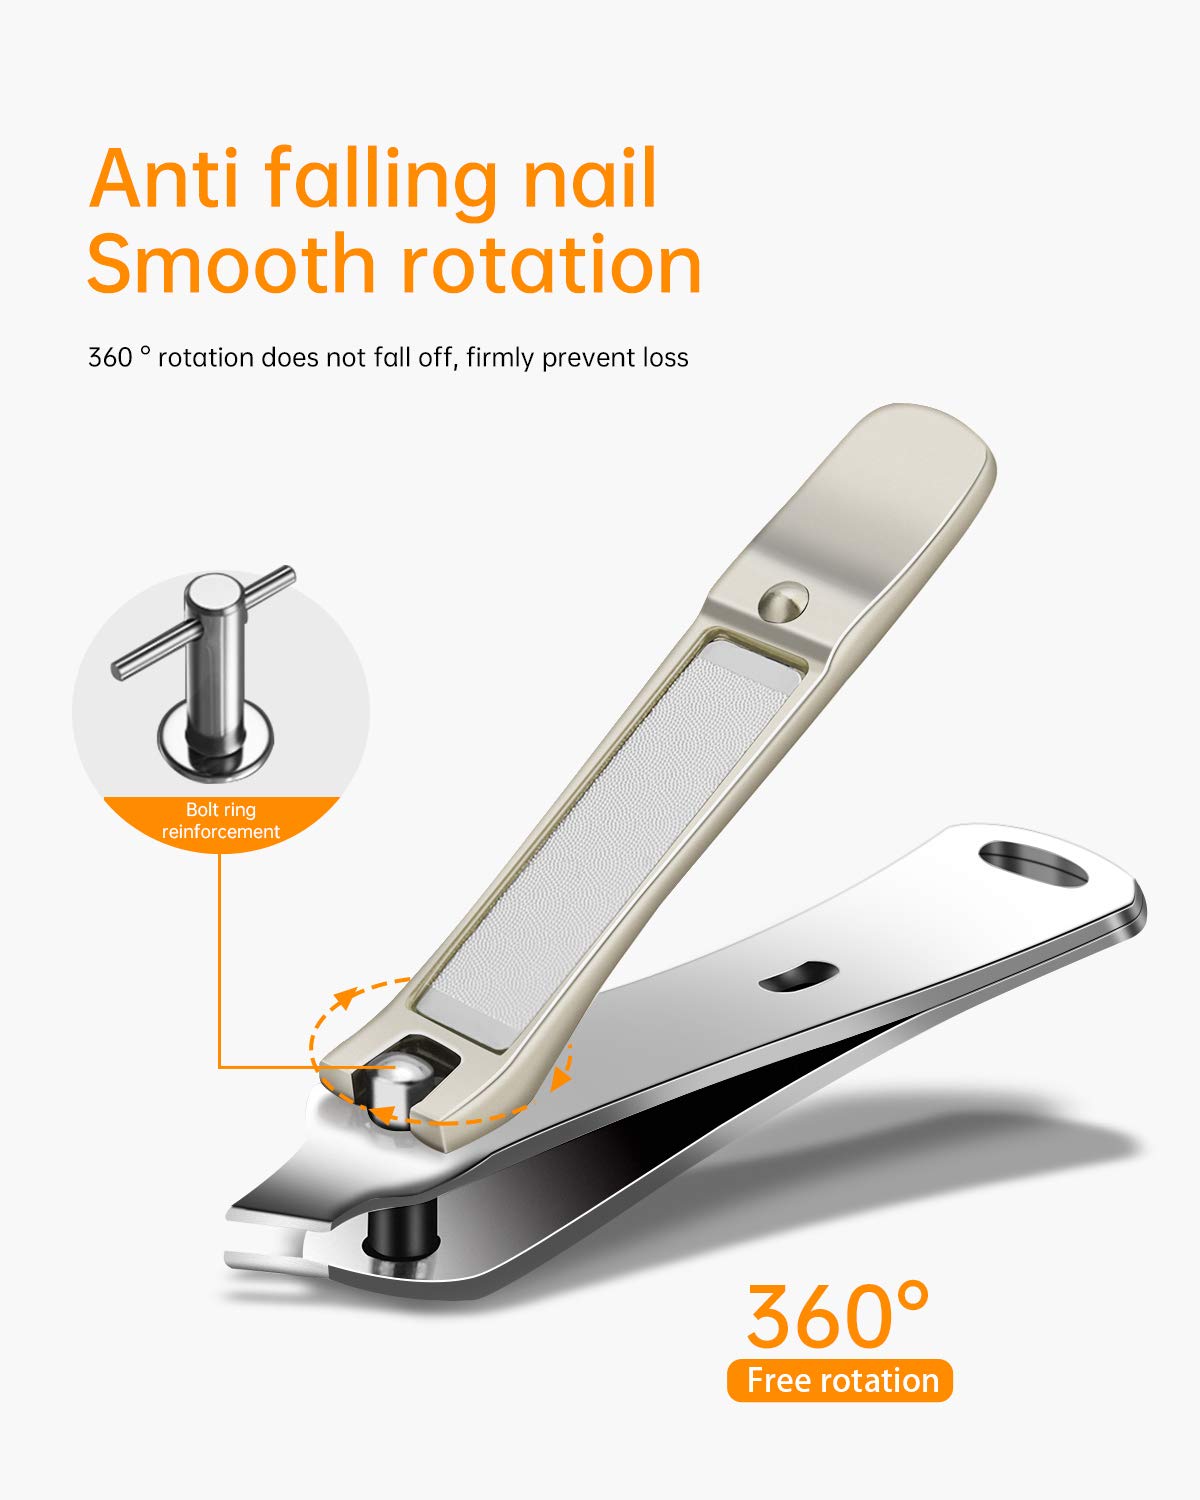 Anti falling nail
Smooth rotation
360 ° rotation does not fall off, firmly prevent loss
Bolt ring
reinforcement
360°
Free rotation